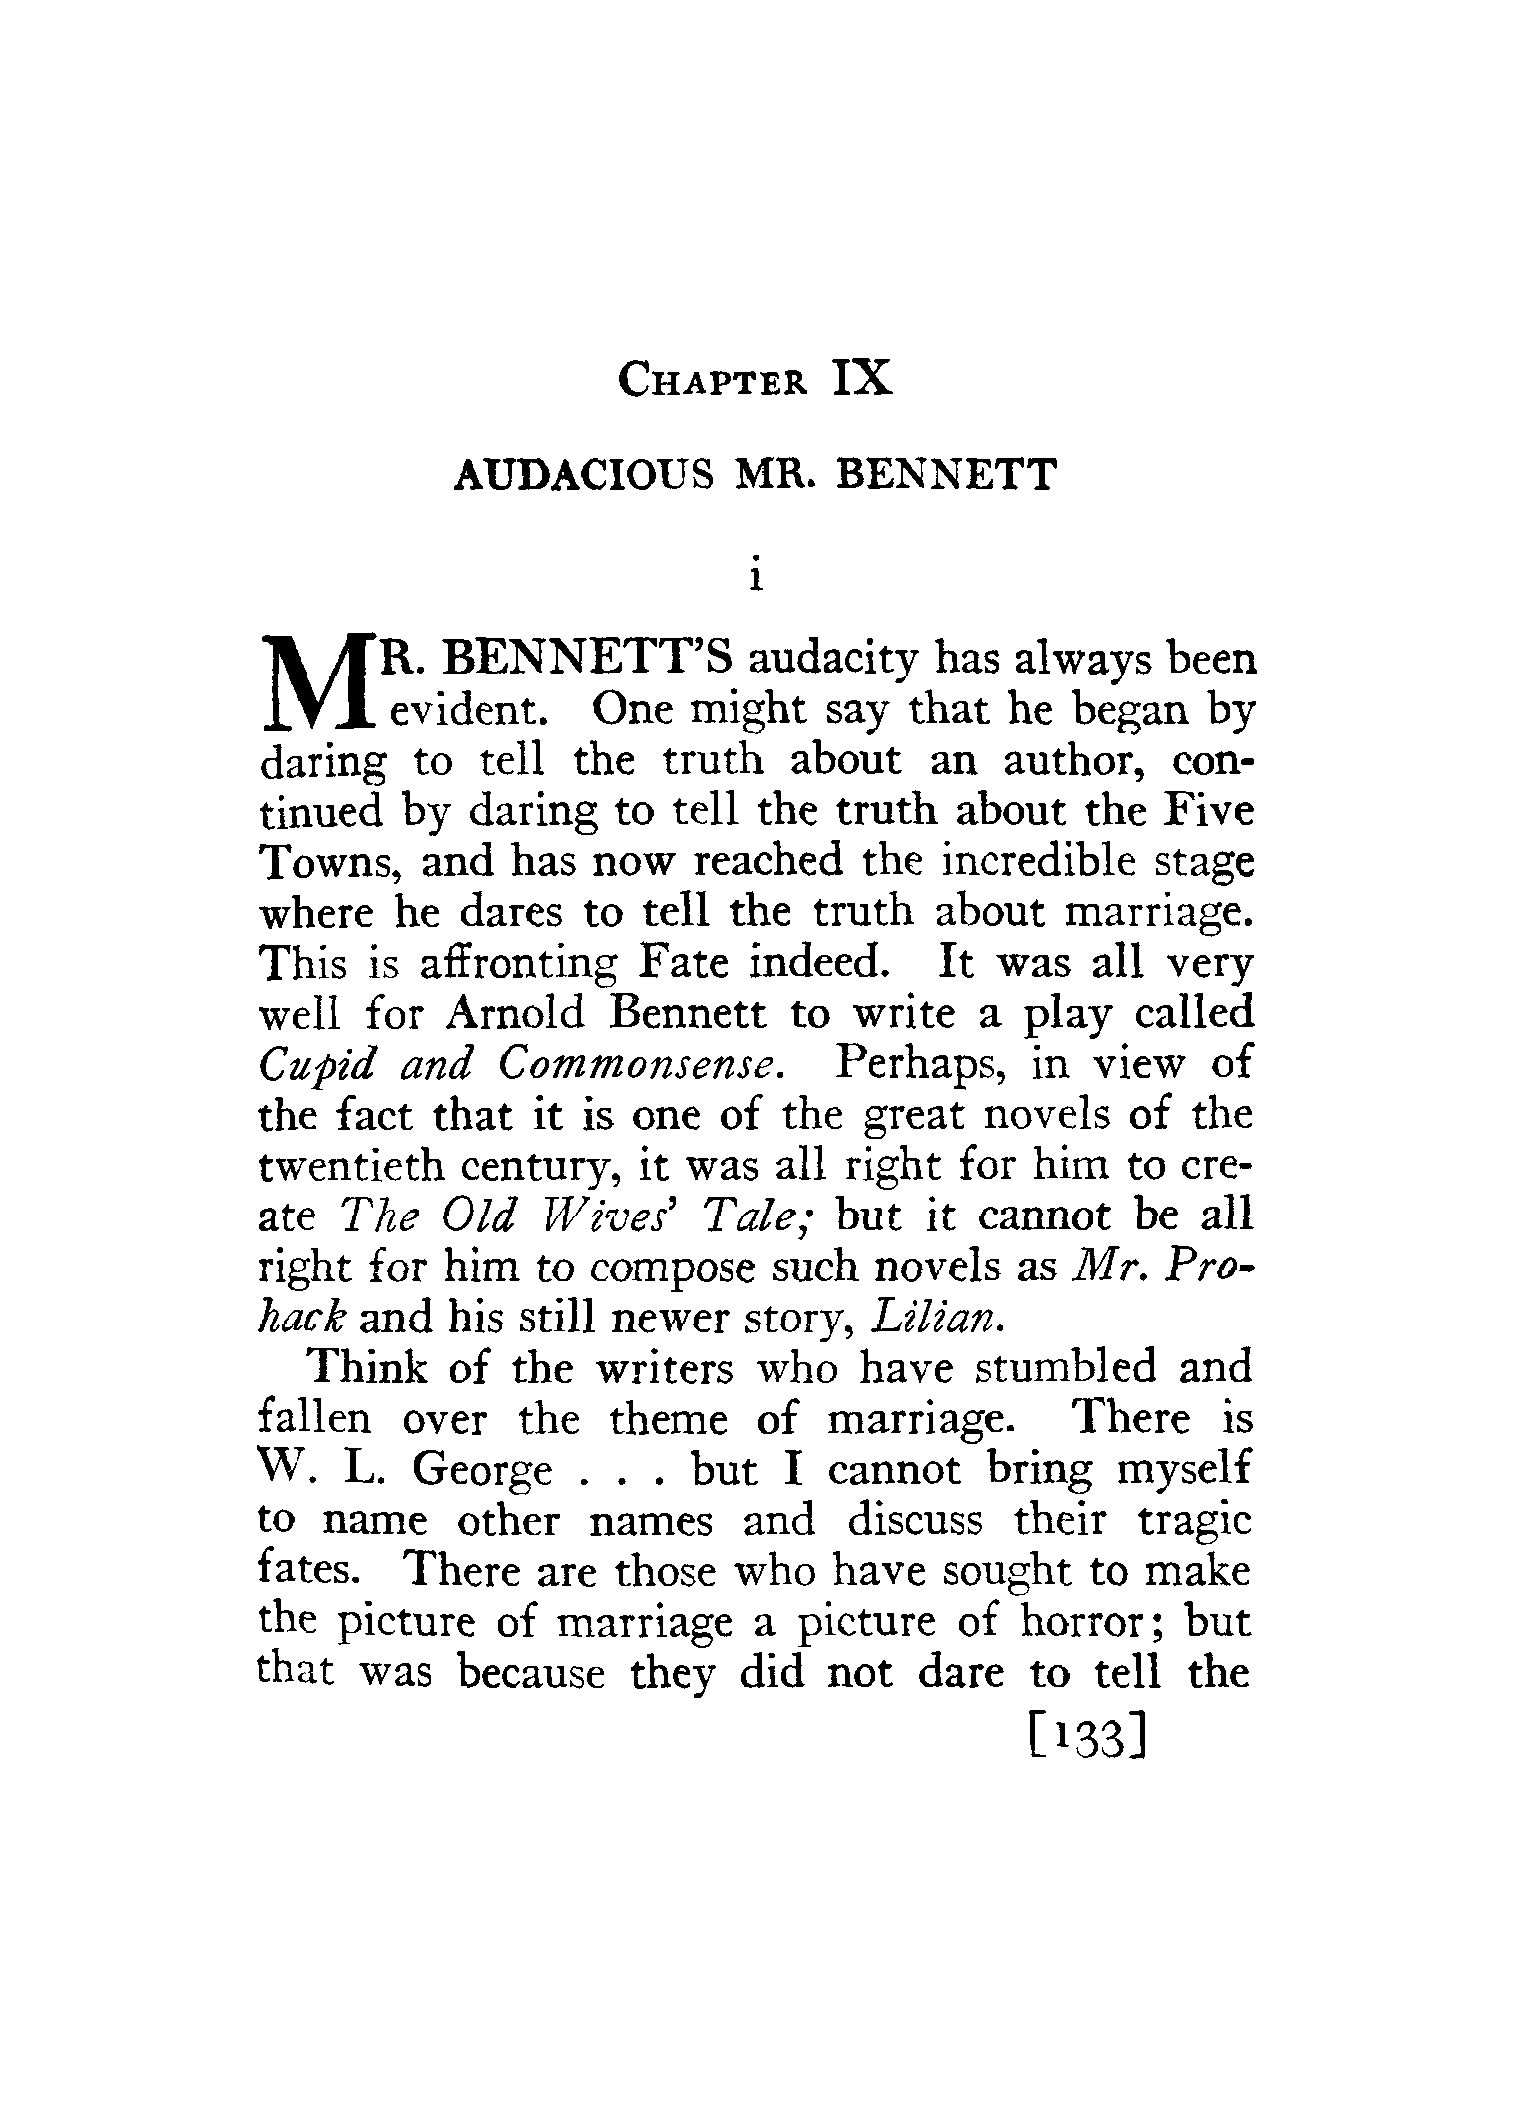 Chapter IX
AUDACIOUS MR. BENNETT
i
MR. BENNETT'S audacity has always been
evident. One might say that he began by
daring to tell the truth about an author, con-
tinued by daring to tell the truth about the Five
Towns, and has now reached the incredible stage
where he dares to tell the truth about marriage.
This is affronting Fate indeed. It was all very
well for Arnold Bennett to write a play called
Cupid and Commonsense. Perhaps, in view of
the fact that it is one of the great novels of the
twentieth century, it was all right for him to cre-
ate The Old Wives' Tale; but it cannot be all
right for him to compose such novels as Mr. Pro-
hack and his still newer story, Lilian.
Think of the writers who have stumbled and
fallen over the theme of marriage. There is
W. L. George . . . but I cannot bring myself
to name other names and discuss their tragic
fates. There are those who have sought to make
the picture of marriage a picture of horror; but
that was because they did not dare to tell the
[133]